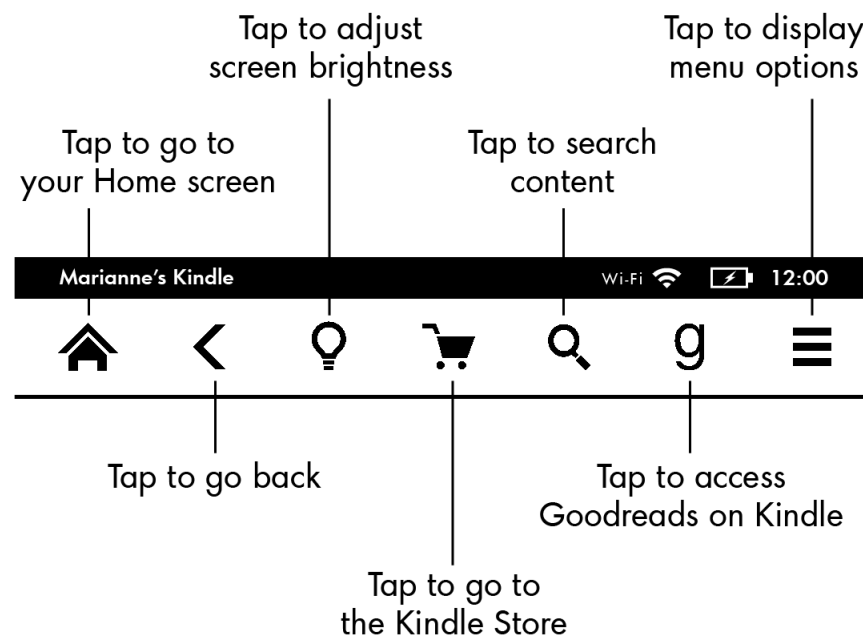 Tap to adjust
screen brightness
Tap to display
menu options
Tap to go to
your Home screen
Tap to search
content
Marianne's Kindle
Wi-Fi
12:00
g
Tap to go back
Tap to access
Goodreads on Kindle
Tap to go to
the Kindle Store